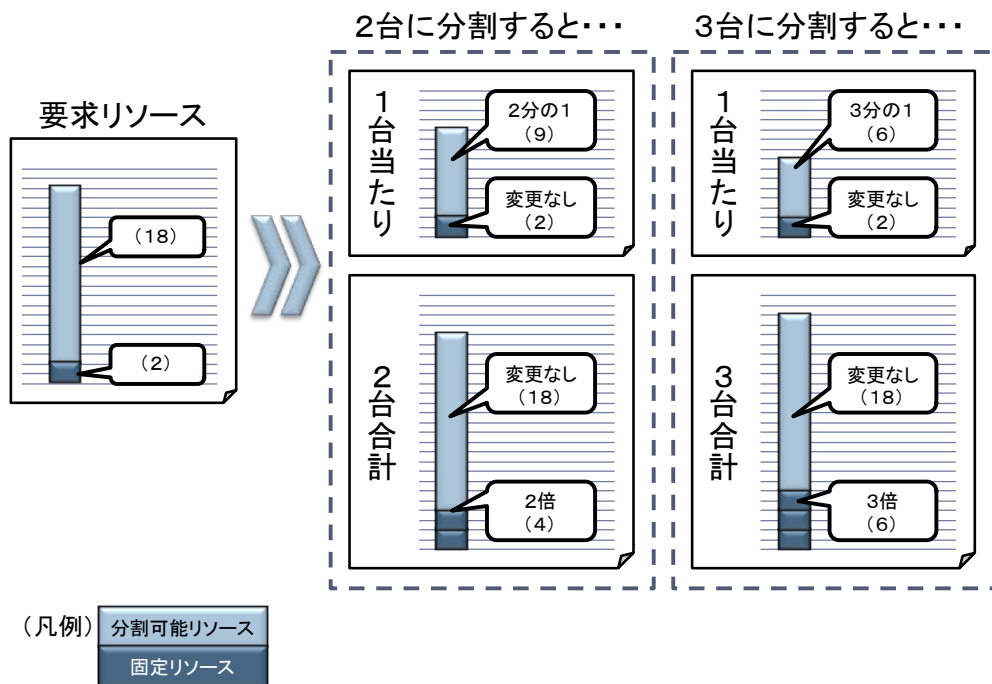 2台に分割すると・・・
3台に分割すると・・・
要求リソース
(18)
(2)
1台当たり
2分の1
(9)
変更なし
(2)
2台合計
変更なし
(18)
2倍
(4)
1台当たり
3分の1
(6)
変更なし
(2)
3台合計
変更なし
(18)
3倍
(6)
(凡例)
分割可能リソース
固定リソース